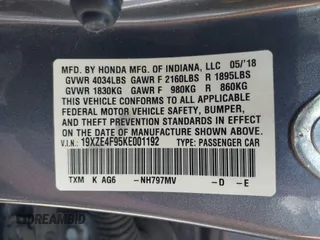 MFD. BY HONDA MFG. OF INDIANA, LLC 05/'18
GVWR 4034LBS GAWR F 2160LBS R 1895LBS
GVWR 1830KG GAWR F 980KG R 860KG
THIS VEHICLE CONFORMS TO ALL APPLICABLE
FEDERAL MOTOR VEHICLE SAFETY, BUMPER,
AND THEFT PREVENTION STANDARDS IN
EFFECT ON THE DATE OF MANUFACTURE
SHOWN ABOVE.
V.I.N.: 19XZE4F95KE001192 TYPE: PASSENGER CAR
TXM K AG6 -NH797MV -D -E
AUTOBIDMASTER